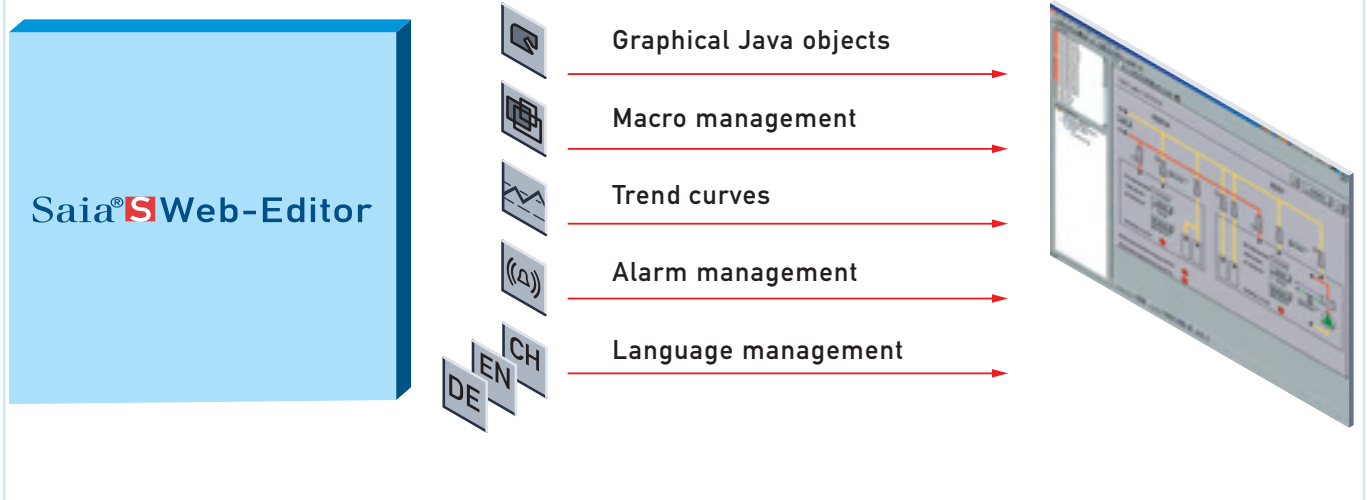 Saia® S Web-Editor
Graphical Java objects
Macro management
Trend curves
Alarm management
Language management
DE
EN
CH